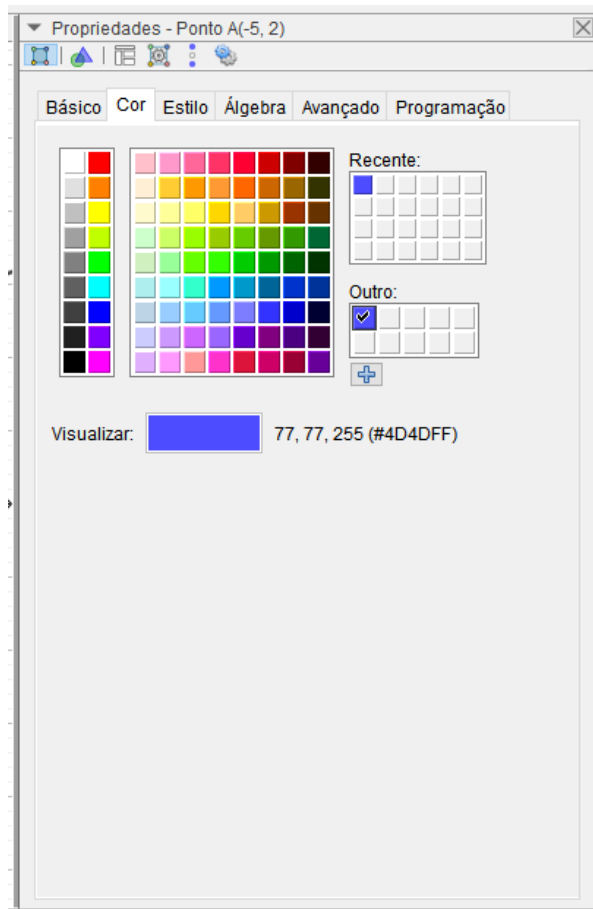 Propriedades - Ponto A(-5, 2)
Básico Cor Estilo Álgebra Avançado Programação
Recente:
Outro:
Visualizar: 77, 77, 255 (#4D4DFF)